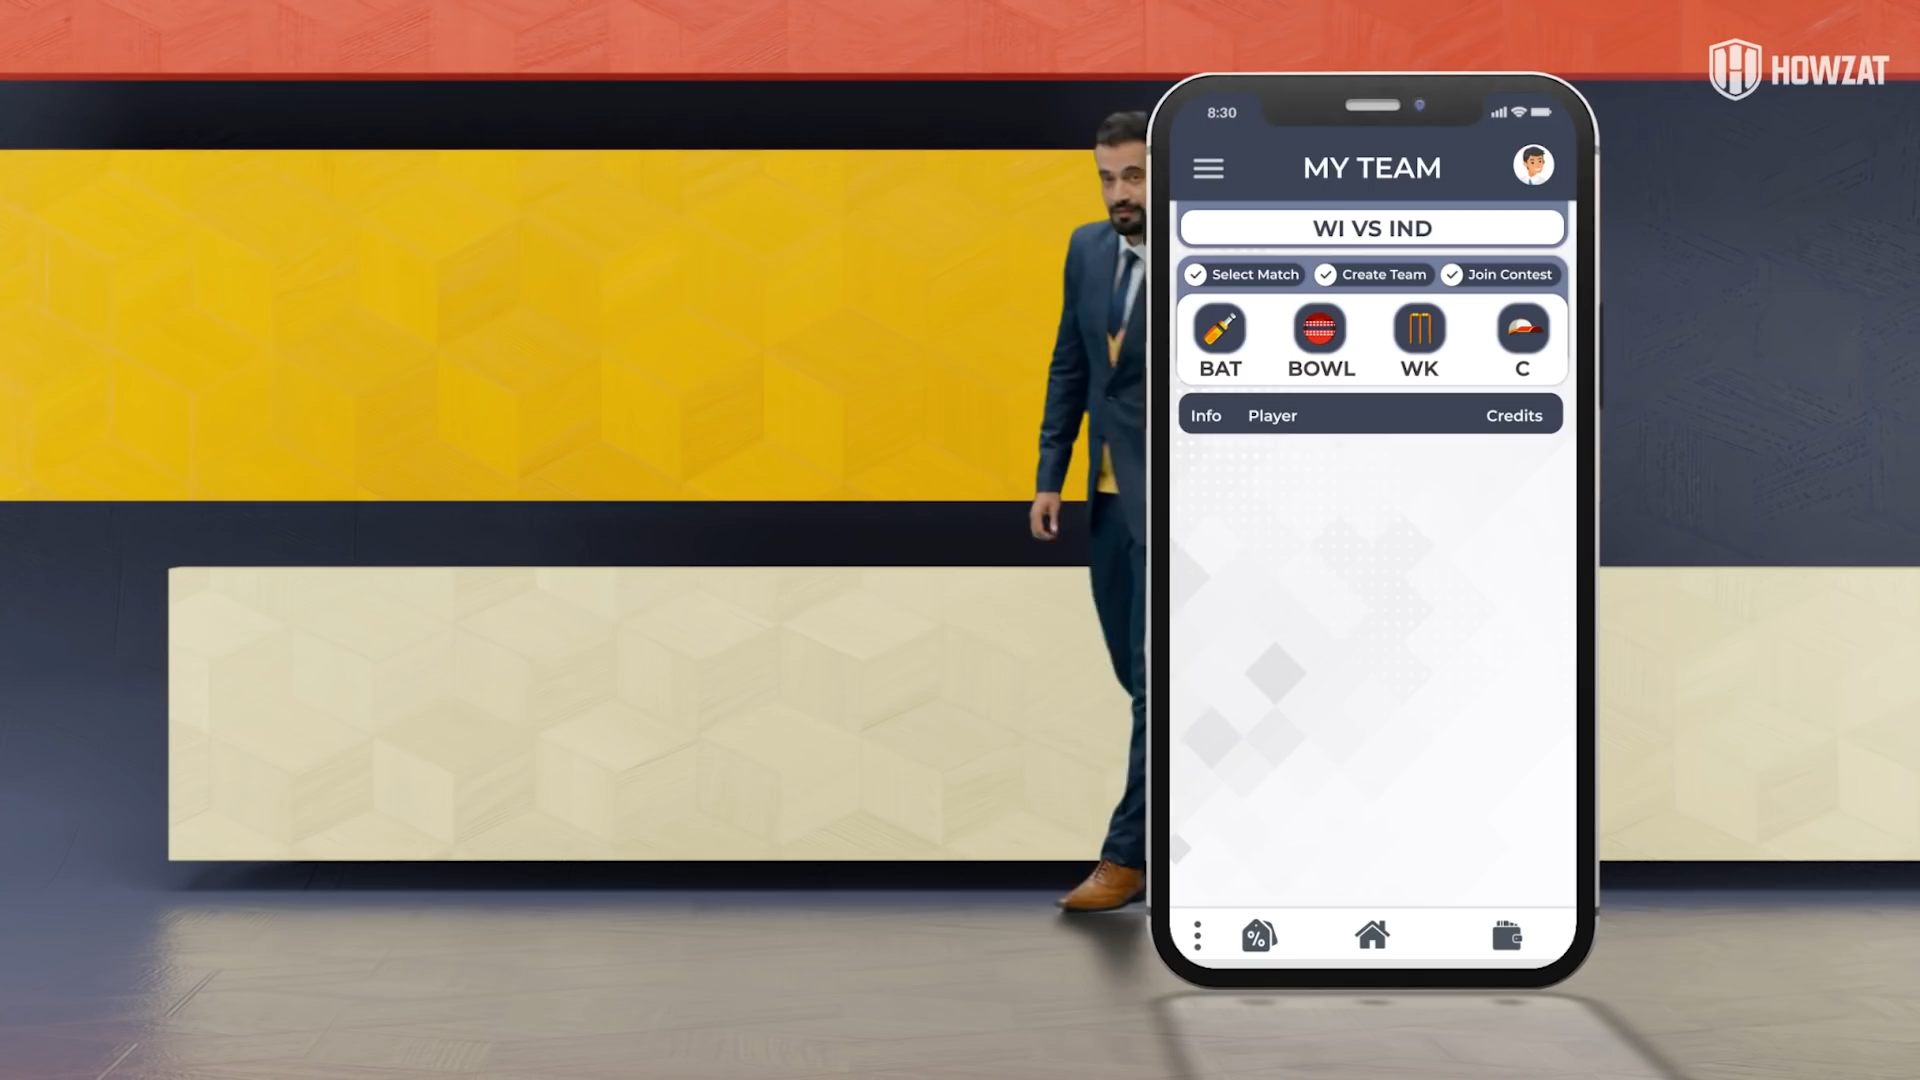 HOWZAT
8:30
MY TEAM
WI VS IND
Select Match Create Team Join Contest
BAT BOWL WK C
Info Player Credits
%